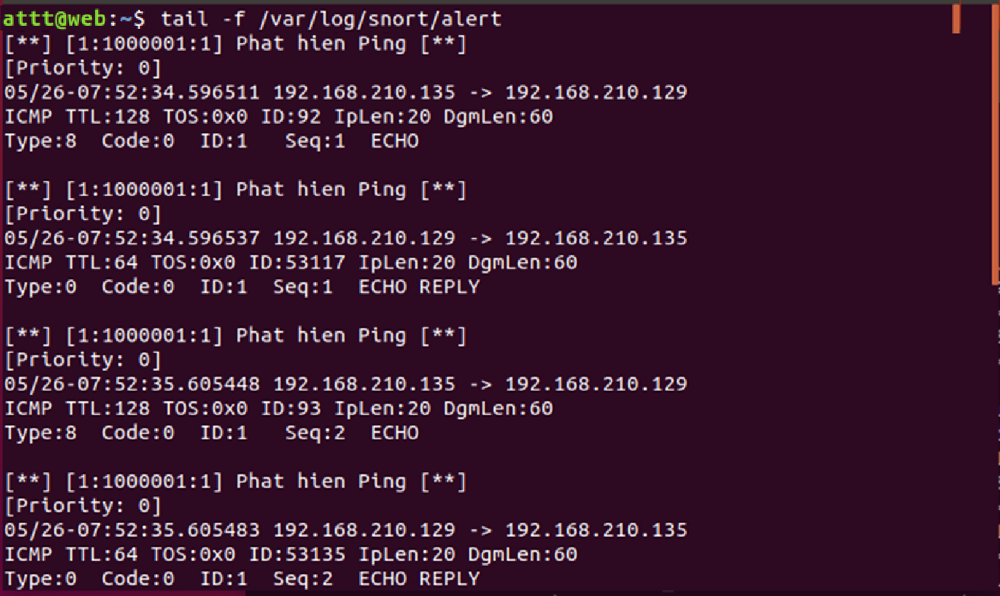 attt@web:~$ tail -f /var/log/snort/alert
[**] [1:1000001:1] Phat hien Ping [**]
[Priority: 0]
05/26-07:52:34.596511 192.168.210.135 -> 192.168.210.129
ICMP TTL:128 TOS:0x0 ID:92 IpLen:20 DgmLen:60
Type:8  Code:0  ID:1   Seq:1  ECHO

[**] [1:1000001:1] Phat hien Ping [**]
[Priority: 0]
05/26-07:52:34.596537 192.168.210.129 -> 192.168.210.135
ICMP TTL:64 TOS:0x0 ID:53117 IpLen:20 DgmLen:60
Type:0  Code:0  ID:1  Seq:1  ECHO REPLY

[**] [1:1000001:1] Phat hien Ping [**]
[Priority: 0]
05/26-07:52:35.605448 192.168.210.135 -> 192.168.210.129
ICMP TTL:128 TOS:0x0 ID:93 IpLen:20 DgmLen:60
Type:8  Code:0  ID:1   Seq:2  ECHO

[**] [1:1000001:1] Phat hien Ping [**]
[Priority: 0]
05/26-07:52:35.605483 192.168.210.129 -> 192.168.210.135
ICMP TTL:64 TOS:0x0 ID:53135 IpLen:20 DgmLen:60
Type:0  Code:0  ID:1  Seq:2  ECHO REPLY